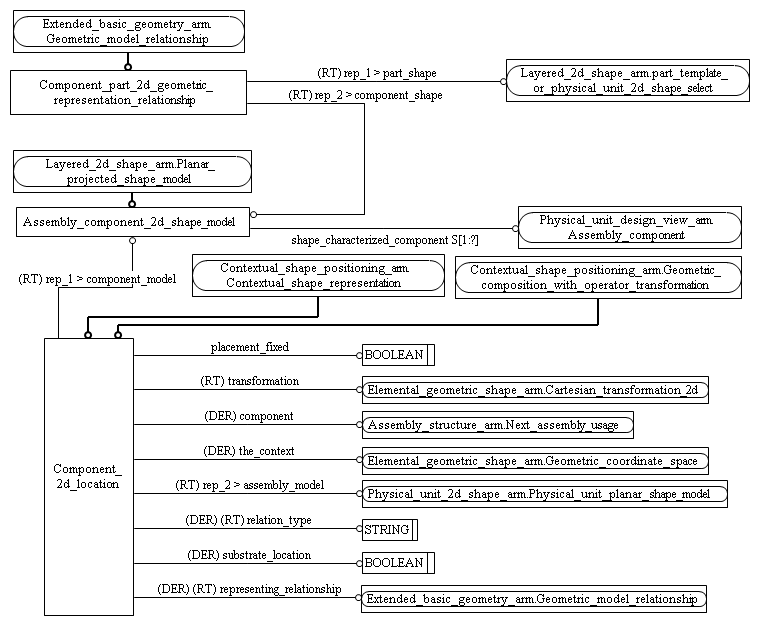 Extended_basic_geometry_arm.
Geometric_model_relationship
Component_part_2d_geometric_
representation_relationship
(RT) rep_1 > part_shape
(RT) rep_2 > component_shape
Layered_2d_shape_arm.part_template_
or_physical_unit_2d_shape_select
Layered_2d_shape_arm.Planar_
projected_shape_model
Assembly_component_2d_shape_model
shape_characterized_component S[1:?]
Physical_unit_design_view_arm.
Assembly_component
(RT) rep_1 > component_model
Contextual_shape_positioning_arm.
Contextual_shape_representation
Contextual_shape_positioning_arm.Geometric_
composition_with_operator_transformation
Component_
2d_location
placement_fixed
BOOLEAN
(RT) transformation
Elemental_geometric_shape_arm.Cartesian_transformation_2d
(DER) component
Assembly_structure_arm.Next_assembly_usage
(DER) the_context
Elemental_geometric_shape_arm.Geometric_coordinate_space
(RT) rep_2 > assembly_model
Physical_unit_2d_shape_arm.Physical_unit_planar_shape_model
(DER) (RT) relation_type
STRING
(DER) substrate_location
BOOLEAN
(DER) (RT) representing_relationship
Extended_basic_geometry_arm.Geometric_model_relationship